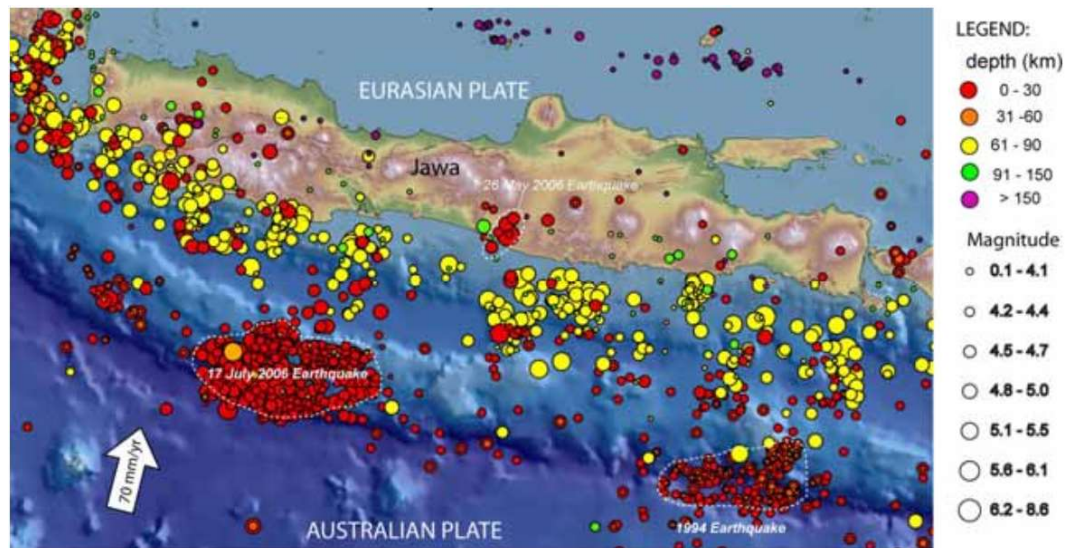 EURASIAN PLATE
Jawa
26 May 2006 Earthquake
17 July 2006 Earthquake
70 mm/yr
AUSTRALIAN PLATE
1994 Earthquake
LEGEND:
depth (km)
0 - 30
31 -60
61 - 90
91 - 150
> 150
Magnitude
0.1 - 4.1
4.2 - 4.4
4.5 - 4.7
4.8 - 5.0
5.1 - 5.5
5.6 - 6.1
6.2 - 8.6